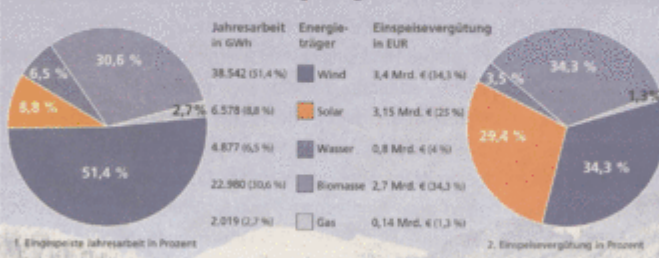 Jahresarbeit in GWh
Energie-träger
Einspeisevergütung in EUR
38.542 (51,4 %) Wind 3,4 Mrd. € (34,3 %)
6.578 (8,8 %) Solar 3,15 Mrd. € (25 %)
4.877 (6,5 %) Wasser 0,8 Mrd. € (4 %)
22.980 (30,6 %) Biomasse 2,7 Mrd. € (34,3 %)
2.019 (2,7 %) Gas 0,14 Mrd. € (1,3 %)
30,6 %
6,5 %
8,8 %
2,7 %
51,4 %
1. Eingespeiste Jahresarbeit in Prozent
34,3 %
3,5 %
1,3%
29,4 %
34,3 %
2. Einspeisevergütung in Prozent